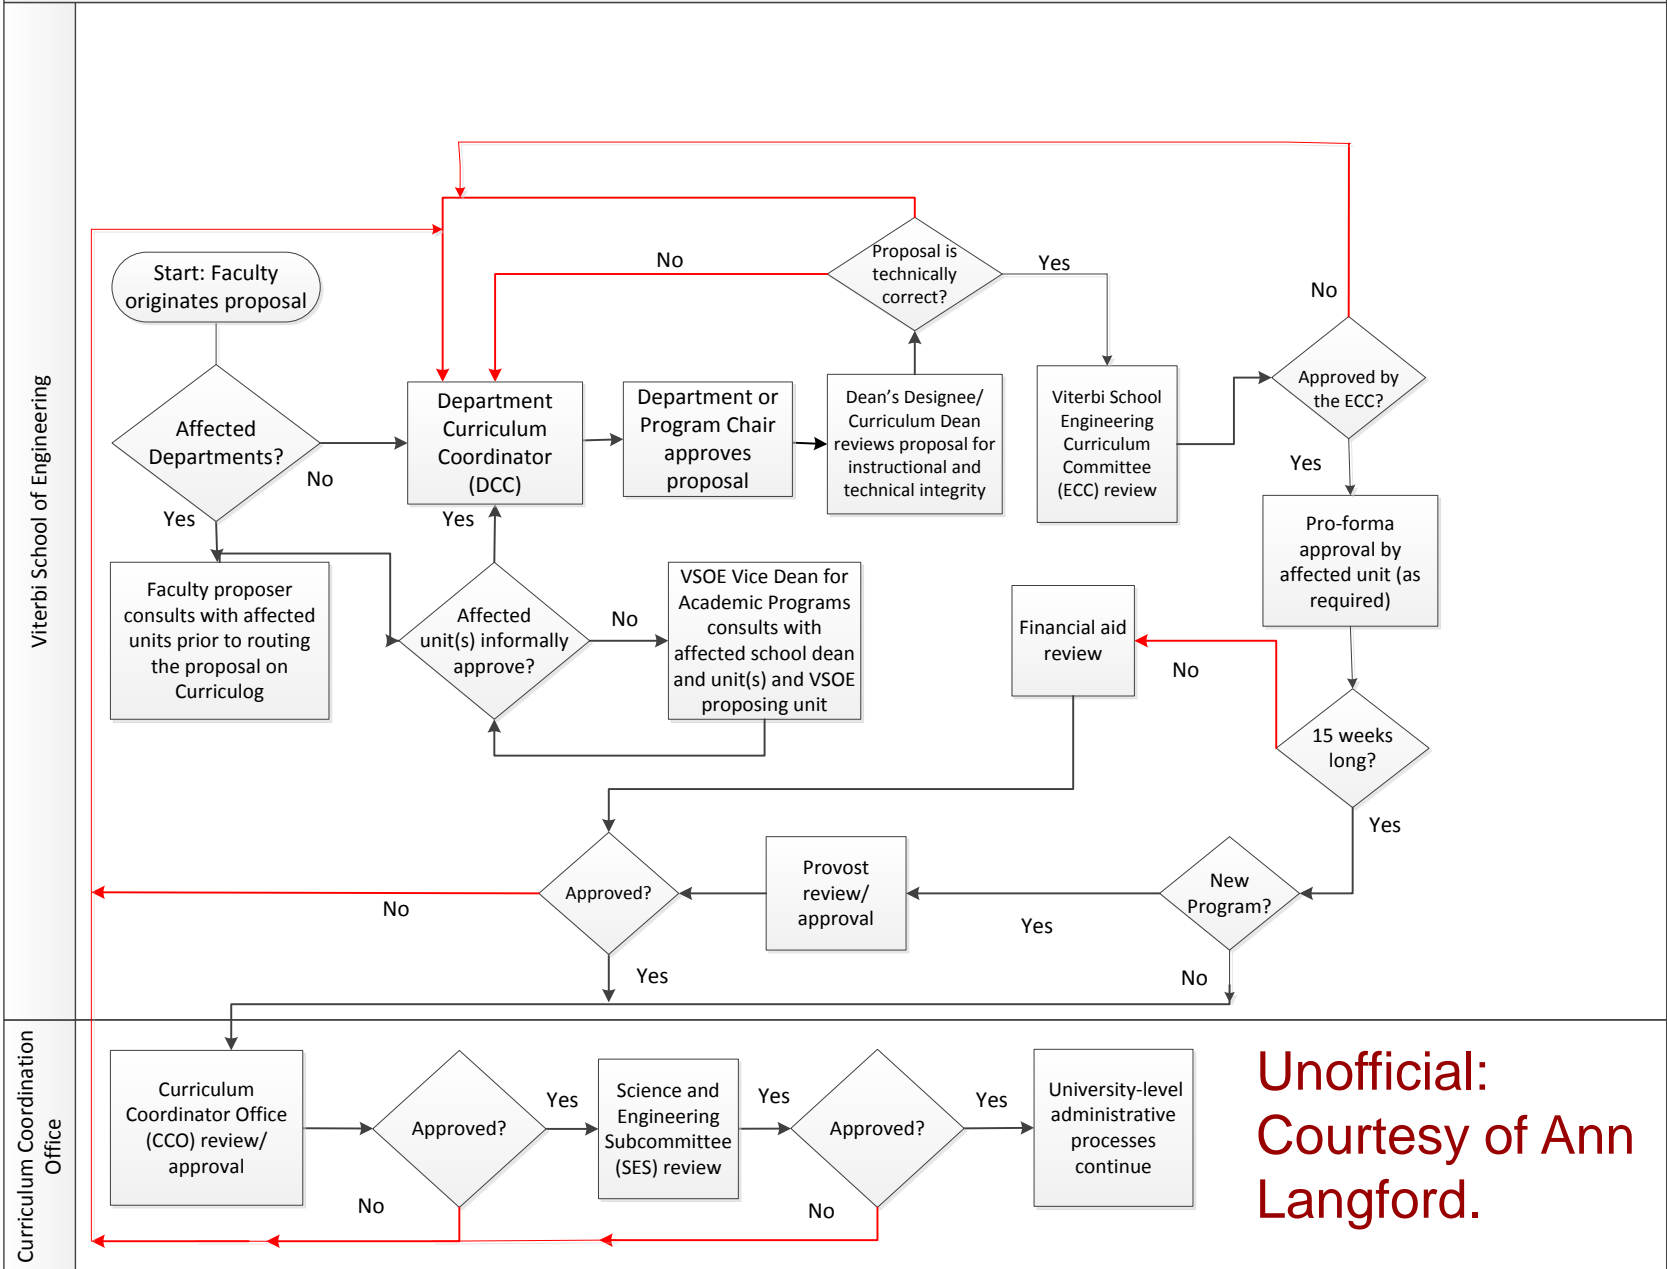 Viterbi School of Engineering
Start: Faculty
originates proposal
Affected
Departments?
No
Yes
Faculty proposer
consults with affected
units prior to routing
the proposal on
Curriculog
Department
Curriculum
Coordinator
(DCC)
Yes
Affected
unit(s) informally
approve?
No
VSOE Vice Dean for
Academic Programs
consults with
affected school dean
and unit(s) and VSOE
proposing unit
Department or
Program Chair
approves
proposal
Dean’s Designee/
Curriculum Dean
reviews proposal for
instructional and
technical integrity
Proposal is
technically
correct?
No
Yes
Viterbi School
Engineering
Curriculum
Committee
(ECC) review
No
Approved by
the ECC?
Yes
Pro-forma
approval by
affected unit (as
required)
15 weeks
long?
No
Financial aid
review
Yes
New
Program?
Yes
No
Provost
review/
approval
Approved?
No
Yes
Curriculum Coordination
Office
Curriculum
Coordinator Office
(CCO) review/
approval
Approved?
No
Yes
Science and
Engineering
Subcommittee
(SES) review
Yes
Approved?
No
Yes
University-level
administrative
processes
continue
Unofficial:
Courtesy of Ann
Langford.